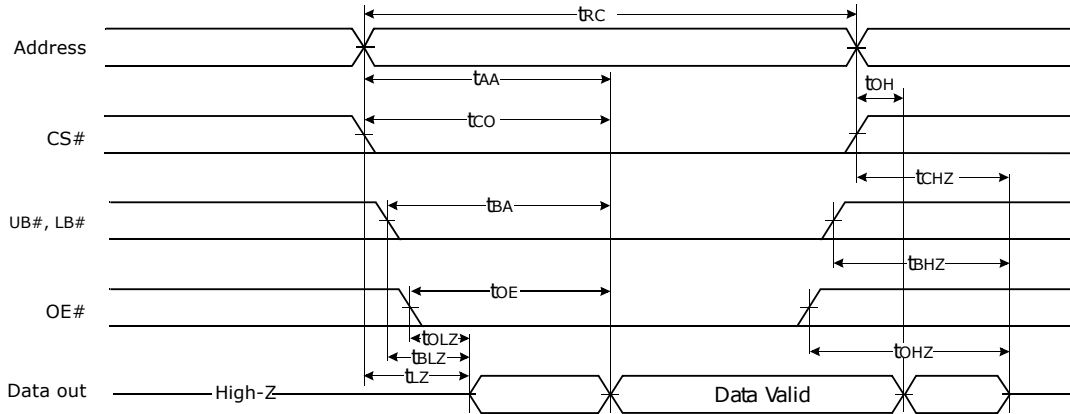 tRC
Address
tAA
tOH
tCO
CS#
tCHZ
tBA
UB#, LB#
tBHZ
tOE
OE#
tOLZ
tOHZ
tBLZ
tLZ
Data out High-Z Data Valid